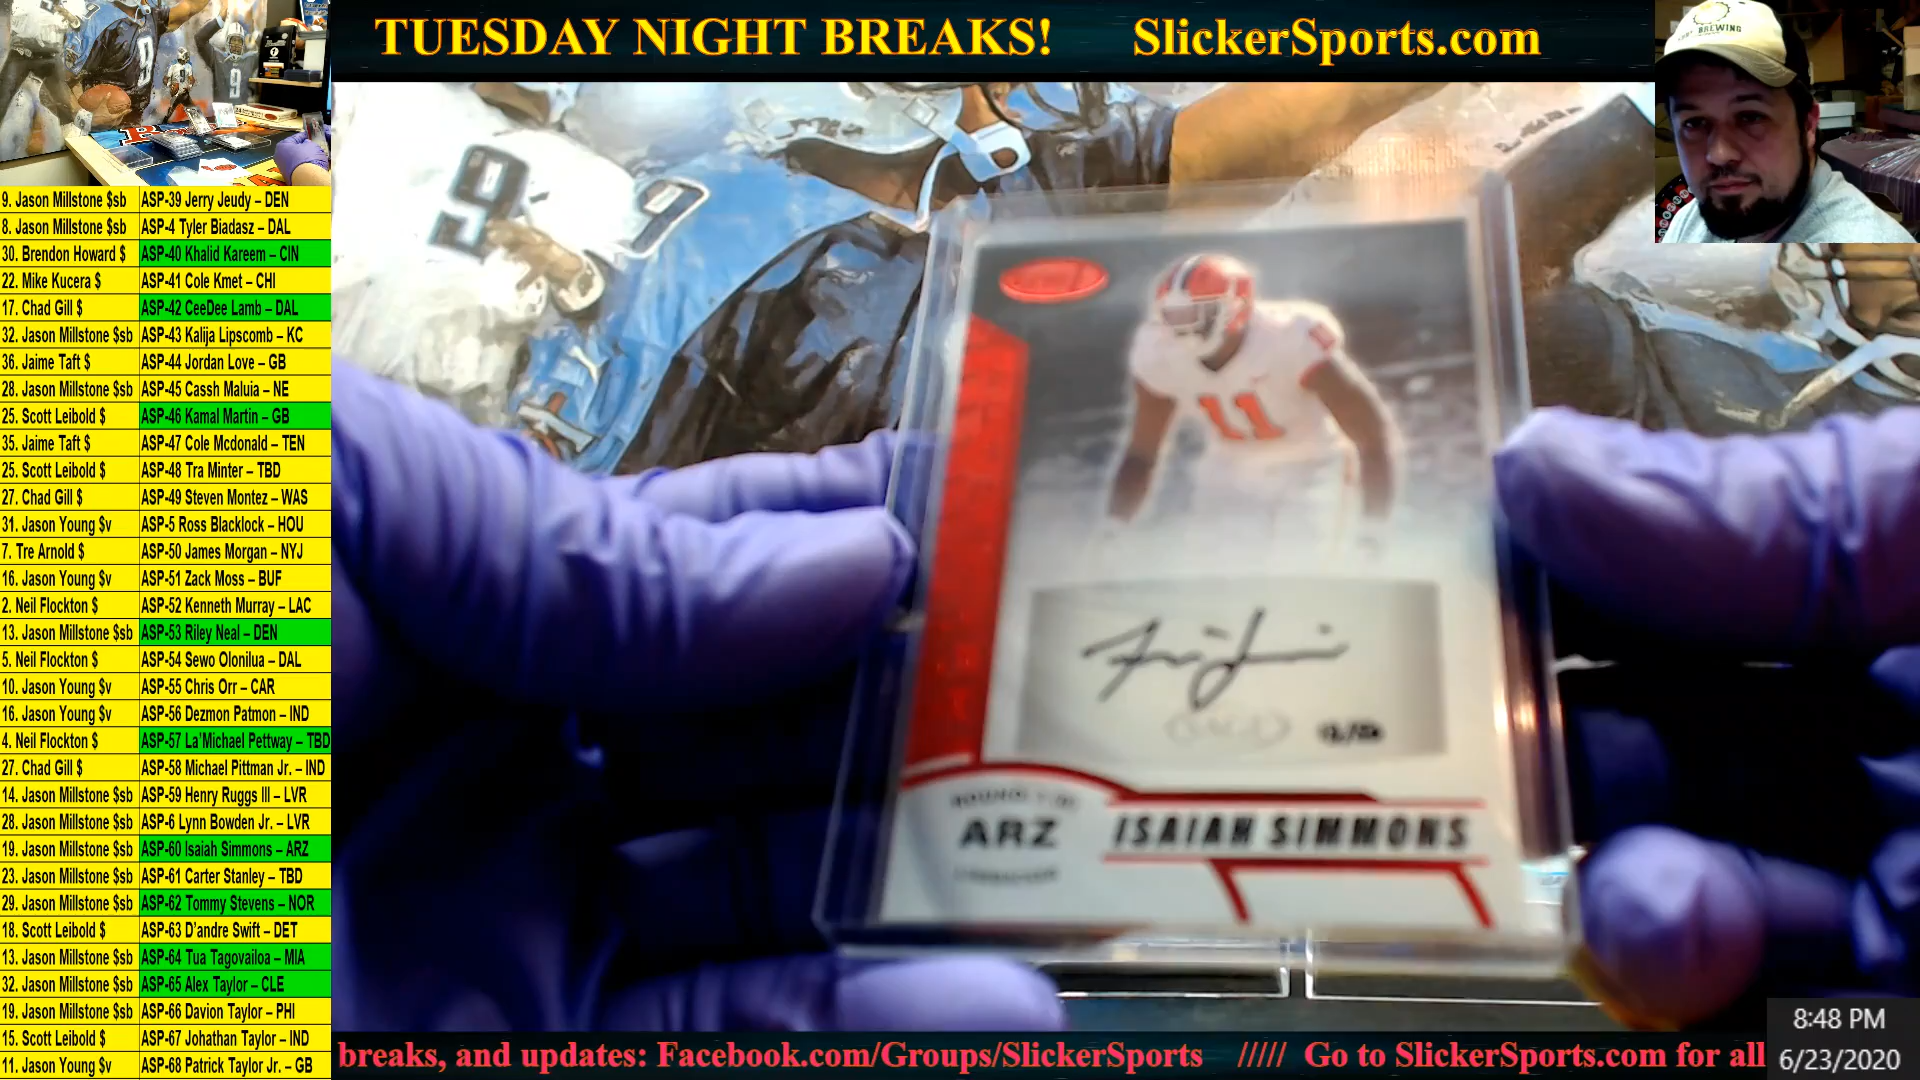 TUESDAY NIGHT BREAKS! SlickerSports.com
BREWING
9. Jason Millstone $sb ASP-39 Jerry Jeudy – DEN
8. Jason Millstone $sb ASP-4 Tyler Biadasz – DAL
30. Brendon Howard $ ASP-40 Khalid Kareem – CIN
22. Mike Kucera $ ASP-41 Cole Kmet – CHI
17. Chad Gill $ ASP-42 CeeDee Lamb – DAL
32. Jason Millstone $sb ASP-43 Kalija Lipscomb – KC
36. Jaime Taft $ ASP-44 Jordan Love – GB
28. Jason Millstone $sb ASP-45 Cassh Maluia – NE
25. Scott Leibold $ ASP-46 Kamal Martin – GB
35. Jaime Taft $ ASP-47 Cole Mcdonald – TEN
25. Scott Leibold $ ASP-48 Tra Minter – TBD
27. Chad Gill $ ASP-49 Steven Montez – WAS
31. Jason Young $v ASP-5 Ross Blacklock – HOU
7. Tre Arnold $ ASP-50 James Morgan – NYJ
16. Jason Young $v ASP-51 Zack Moss – BUF
2. Neil Flockton $ ASP-52 Kenneth Murray – LAC
13. Jason Millstone $sb ASP-53 Riley Neal – DEN
5. Neil Flockton $ ASP-54 Sewo Olonilua – DAL
10. Jason Young $v ASP-55 Chris Orr – CAR
16. Jason Young $v ASP-56 Dezmon Patmon – IND
4. Neil Flockton $ ASP-57 La'Michael Pettway – TBD
27. Chad Gill $ ASP-58 Michael Pittman Jr. – IND
14. Jason Millstone $sb ASP-59 Henry Ruggs III – LVR
28. Jason Millstone $sb ASP-6 Lynn Bowden Jr. – LVR
19. Jason Millstone $sb ASP-60 Isaiah Simmons – ARZ
23. Jason Millstone $sb ASP-61 Carter Stanley – TBD
29. Jason Millstone $sb ASP-62 Tommy Stevens – NOR
18. Scott Leibold $ ASP-63 D'andre Swift – DET
13. Jason Millstone $sb ASP-64 Tua Tagovailoa – MIA
32. Jason Millstone $sb ASP-65 Alex Taylor – CLE
19. Jason Millstone $sb ASP-66 Davion Taylor – PHI
15. Scott Leibold $ ASP-67 Johathan Taylor – IND
11. Jason Young $v ASP-68 Patrick Taylor Jr. – GB
9
9
11
ROUND
ARZ
ISAIAH SIMMONS
breaks, and updates: Facebook.com/Groups/SlickerSports ///// Go to SlickerSports.com for all
8:48 PM
6/23/2020